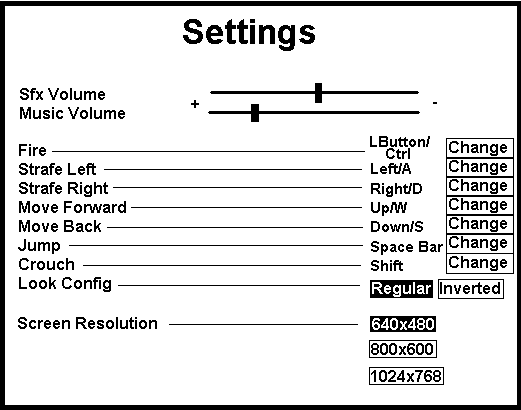 Settings
Sfx Volume
+ -
Music Volume
Fire LButton/ Ctrl Change
Strafe Left Left/A Change
Strafe Right Right/D Change
Move Forward Up/W Change
Move Back Down/S Change
Jump Space Bar Change
Crouch Shift Change
Look Config Regular Inverted
Screen Resolution 640x480
800x600
1024x768